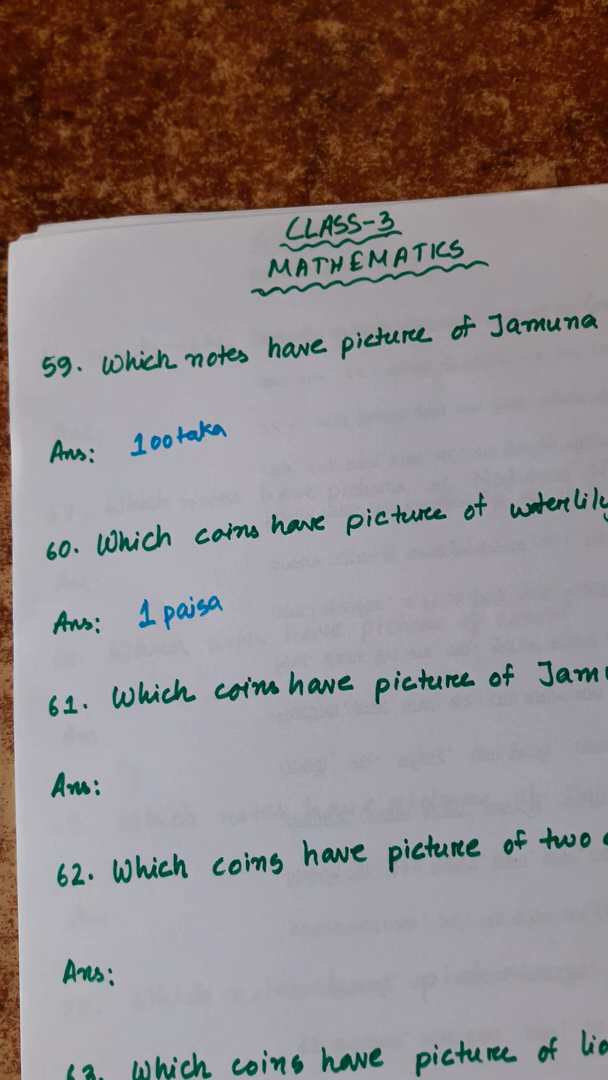 CLASS-3
MATHEMATICS
59. Which notes have picture of Jamuna
Ans: 100 taka
60. Which coins have picture of waterlily
Ans: 1 paisa
61. Which coins have picture of
Ans:
62. Which coins have picture of two
Ans:
63. Which coins have picture of